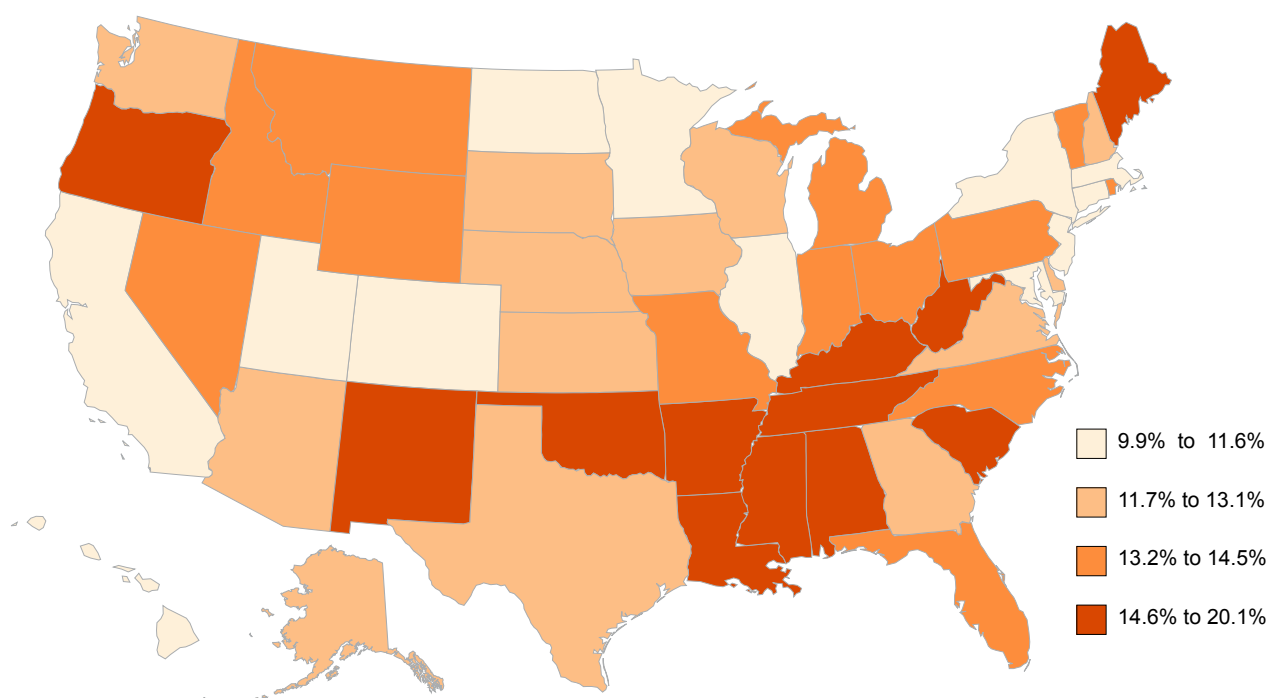 9.9% to 11.6%
11.7% to 13.1%
13.2% to 14.5%
14.6% to 20.1%